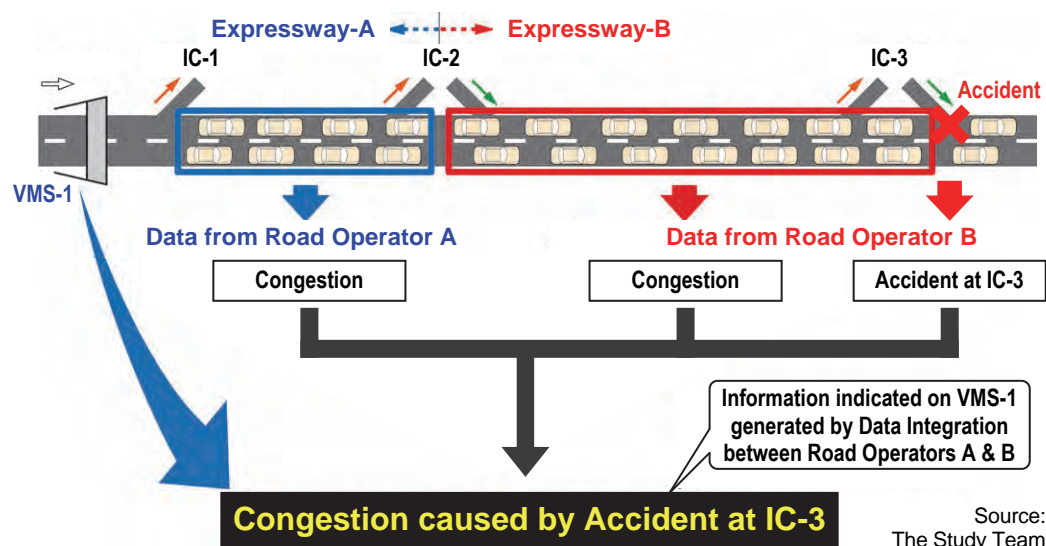 Expressway-A
Expressway-B
IC-1
IC-2
IC-3
Accident
VMS-1
Data from Road Operator A
Data from Road Operator B
Congestion
Congestion
Accident at IC-3
Information indicated on VMS-1
generated by Data Integration
between Road Operators A & B
Congestion caused by Accident at IC-3
Source:
The Study Team